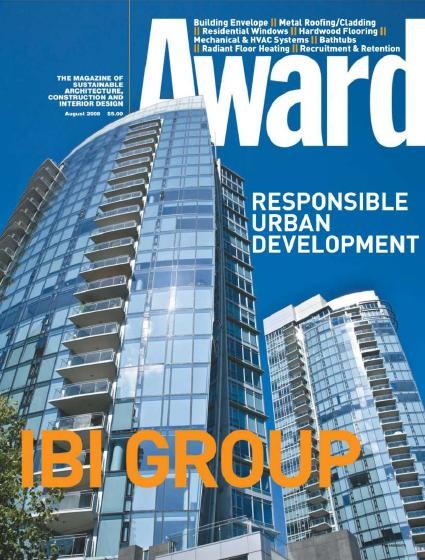 Building Envelope || Metal Roofing/Cladding
|| Residential Windows || Hardwood Flooring ||
Mechanical & HVAC Systems || Bathtubs
|| Radiant Floor Heating || Recruitment & Retention
Award
THE MAGAZINE OF
SUSTAINABLE
ARCHITECTURE,
CONSTRUCTION AND
INTERIOR DESIGN
August 2008 $5.00
RESPONSIBLE
URBAN
DEVELOPMENT
IBI GROUP